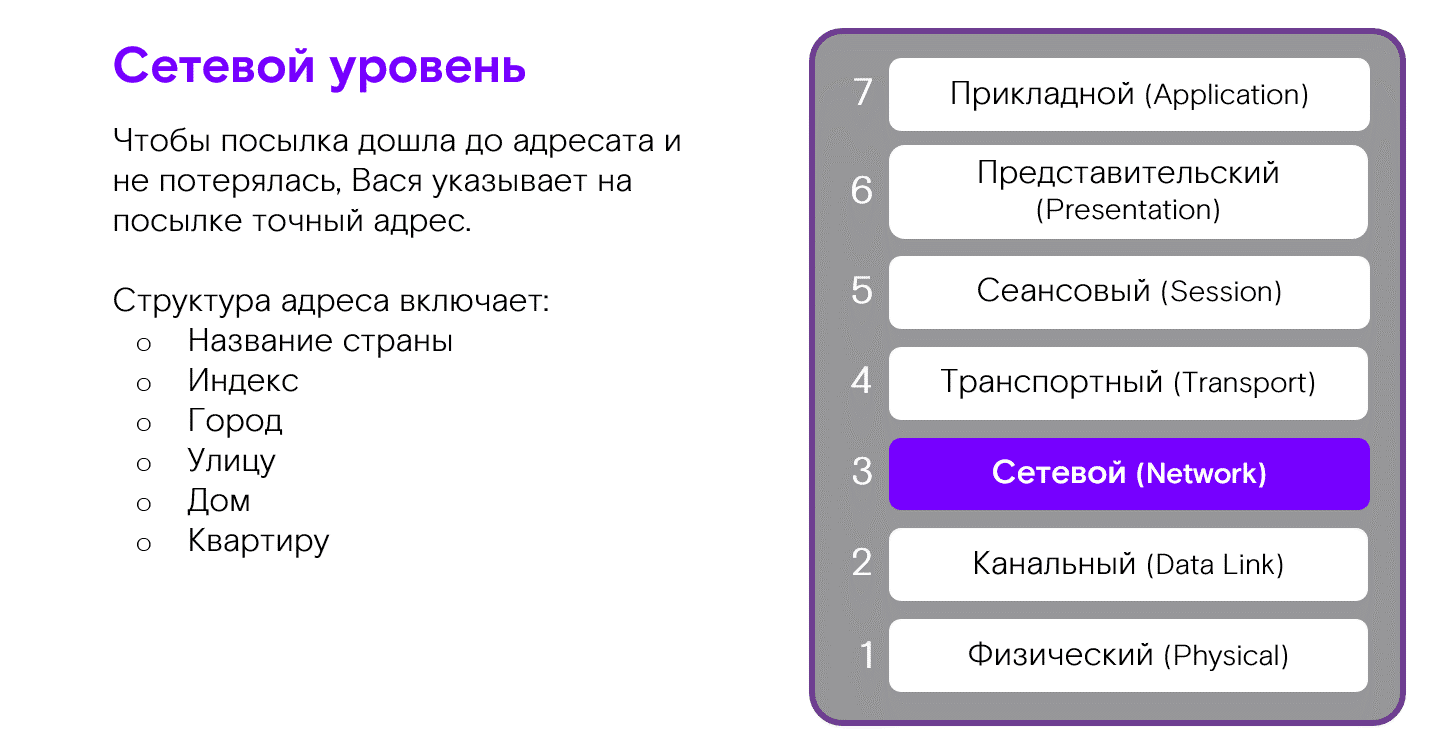 Сетевой уровень
Чтобы посылка дошла до адресата и
не потерялась, Вася указывает на
посылке точный адрес.
Структура адреса включает:
o Название страны
o Индекс
o Город
o Улицу
o Дом
o Квартиру
7 Прикладной (Application)
6 Представительский
(Presentation)
5 Сеансовый (Session)
4 Транспортный (Transport)
3 Сетевой (Network)
2 Канальный (Data Link)
1 Физический (Physical)